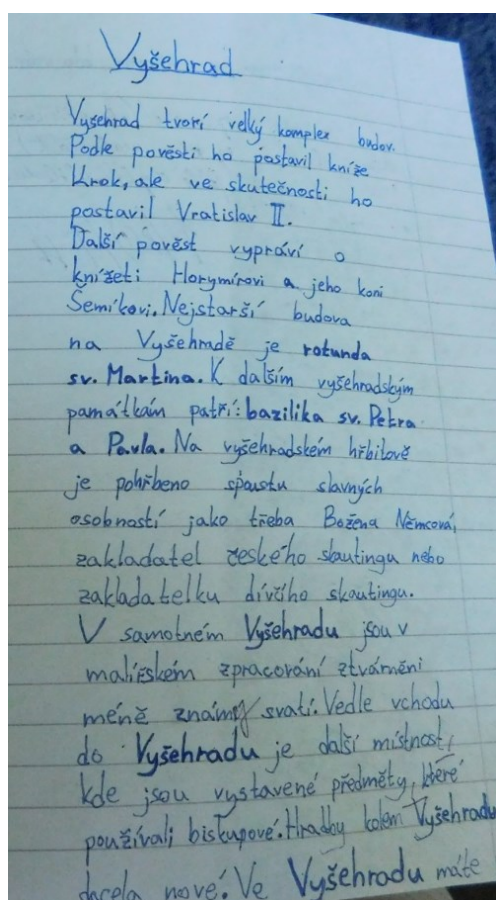 Vyšehrad
Vyšehrad tvoří velký komplex budov.
Podle pověsti ho postavil kníže
Krok, ale ve skutečnosti ho
postavil Vratislav II.
Další pověst vypráví o
knížeti Horymírovi a jeho koni
Šemíkovi. Nejstarší budova
na Vyšehradě je rotunda
sv. Martina. K dalším vyšehradským
památkám patří: bazilika sv. Petra
a Pavla. Na vyšehradském hřbitově
je pohřbeno spoustu slavných
osobností jako třeba Božena Němcová,
zakladatel českého skautingu nebo
zakladatelku dívčího skautingu.
V samotném Vyšehradu jsou v
malířském zpracování ztvárněni
méně známí svatí. Vedle vchodu
do Vyšehradu je další místnost,
kde jsou vystavené předměty, které
používali biskupové. Hradby kolem Vyšehradu
docela nové. Ve Vyšehradu máte